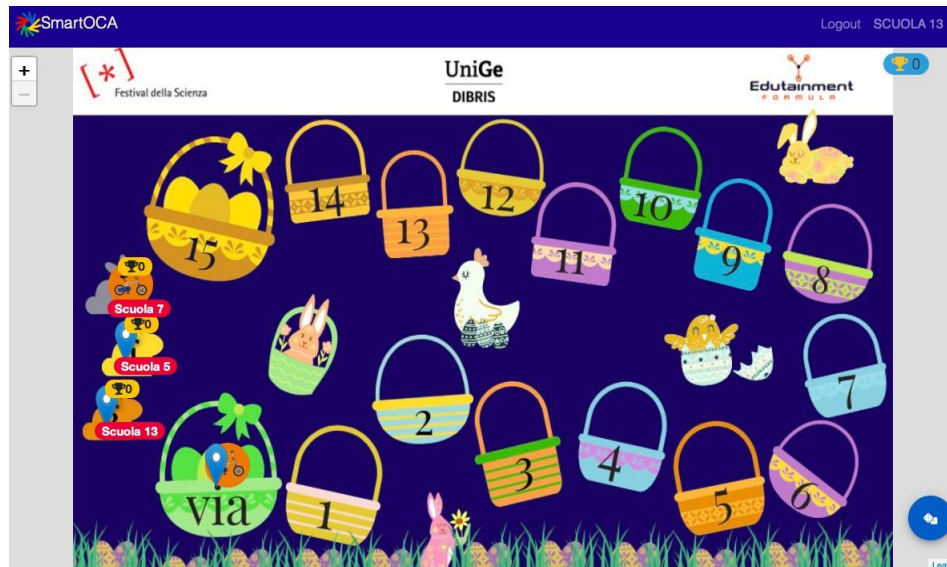 SmartOCA
Logout SCUOLA 13
+
−
[*]
Festival della Scienza
UniGe
DIBRIS
Edutainment
FORMULA
0
14
12
10
15
13
11
9
8
0
Scuola 7
0
Scuola 5
0
Scuola 13
7
2
3
4
via
1
5
6